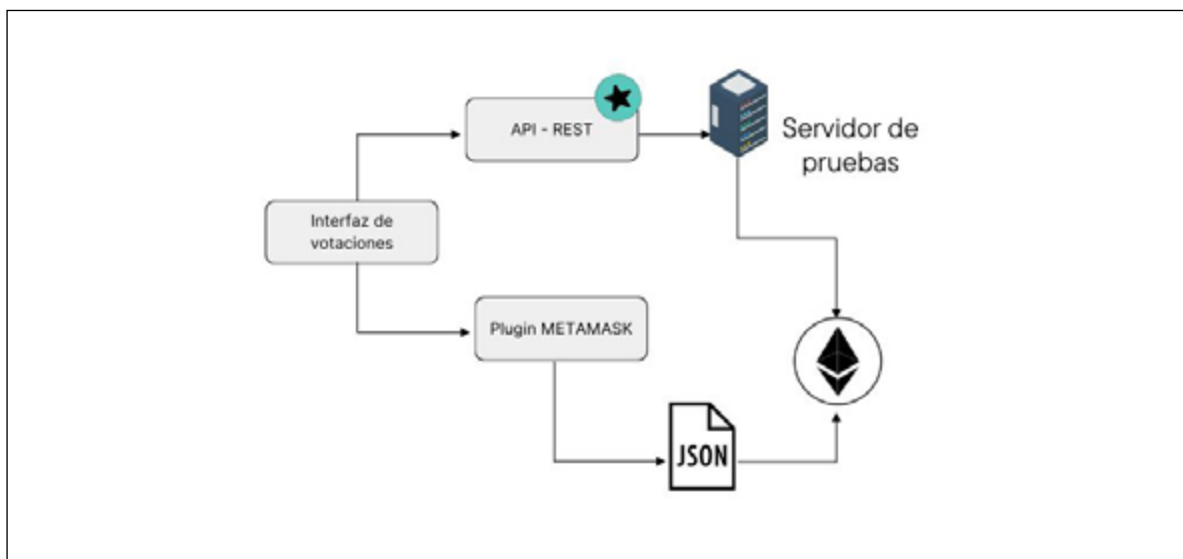 API - REST
Servidor de
pruebas
Interfaz de
votaciones
Plugin METAMASK
JSON